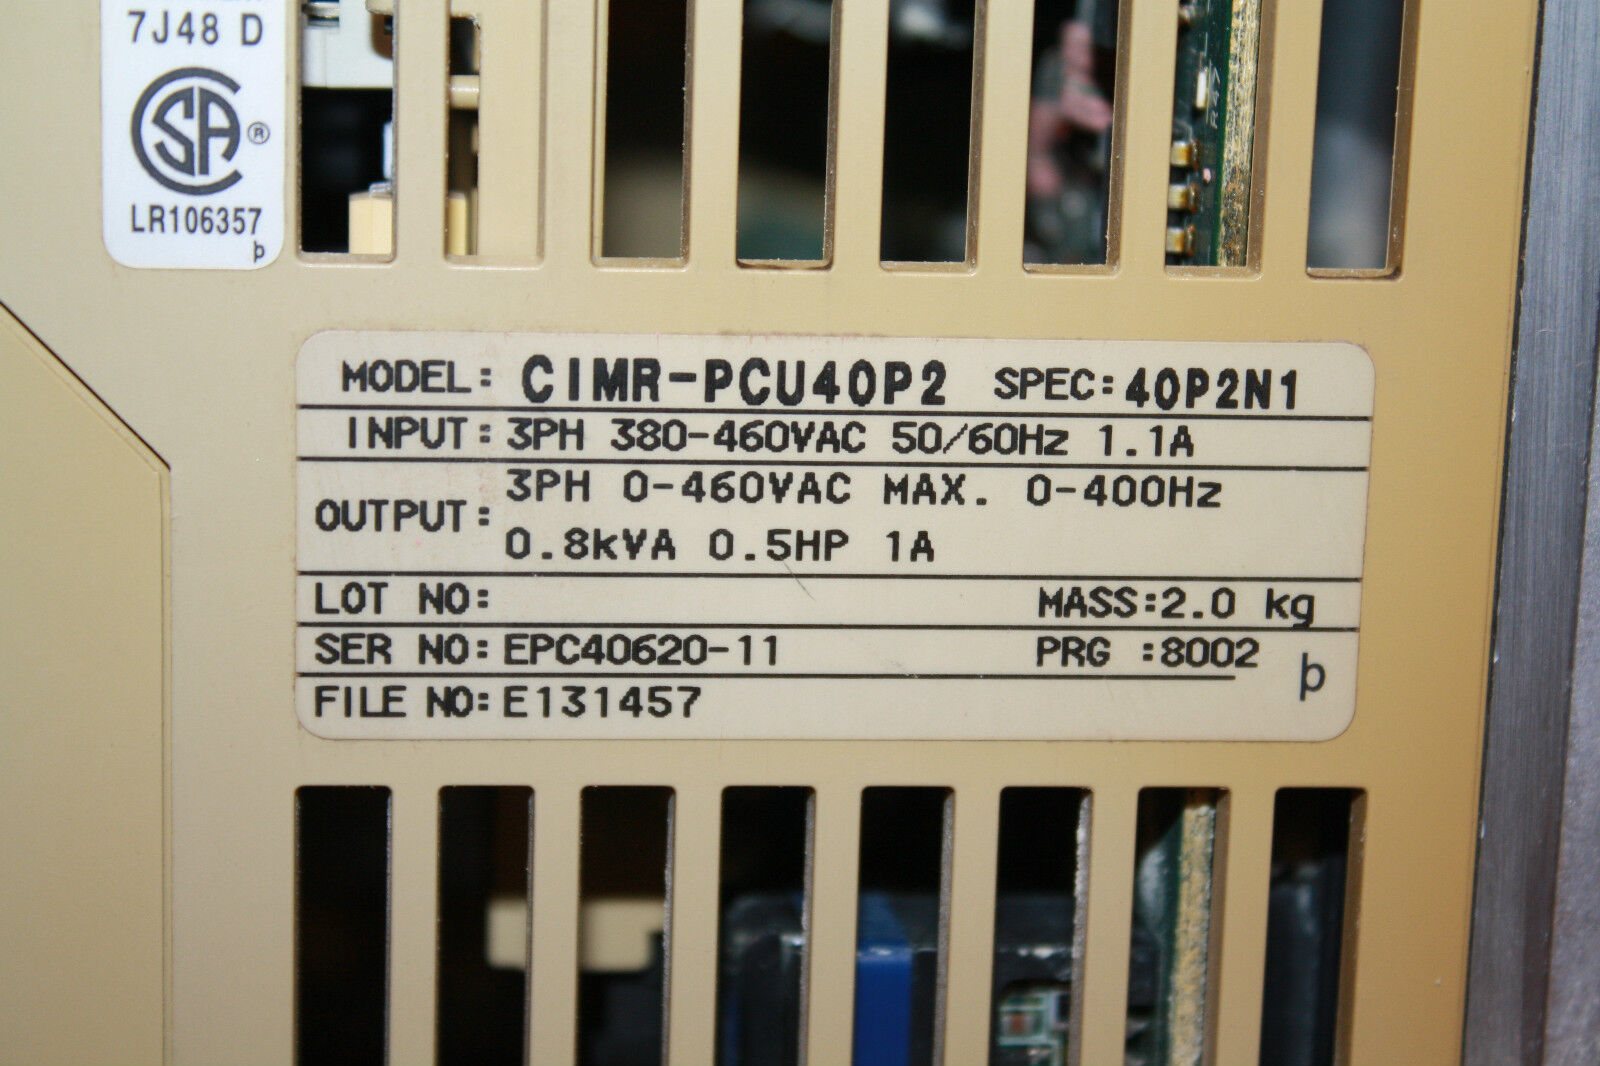 7J48 D
SA ®
LR106357
þ
MODEL: CIMR-PCU40P2 SPEC: 40P2N1
INPUT: 3PH 380-460VAC 50/60Hz 1.1A
OUTPUT: 3PH 0-460VAC MAX. 0-400Hz
0.8kVA 0.5HP 1A
LOT NO: MASS:2.0 kg
SER NO: EPC40620-11 PRG :8002
þ
FILE NO: E131457
R47